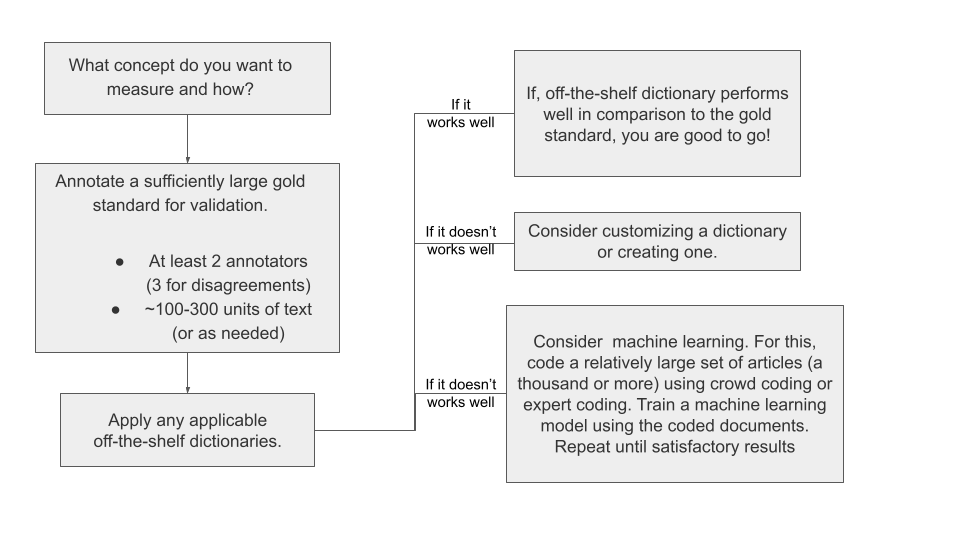 What concept do you want to
measure and how?
Annotate a sufficiently large gold
standard for validation.
● At least 2 annotators
(3 for disagreements)
● ~100-300 units of text
(or as needed)
Apply any applicable
off-the-shelf dictionaries.
If it
works well
If, off-the-shelf dictionary performs
well in comparison to the gold
standard, you are good to go!
If it doesn't
works well
Consider customizing a dictionary
or creating one.
If it doesn't
works well
Consider  machine learning. For this,
code a relatively large set of articles (a
thousand or more) using crowd coding or
expert coding. Train a machine learning
model using the coded documents.
Repeat until satisfactory results